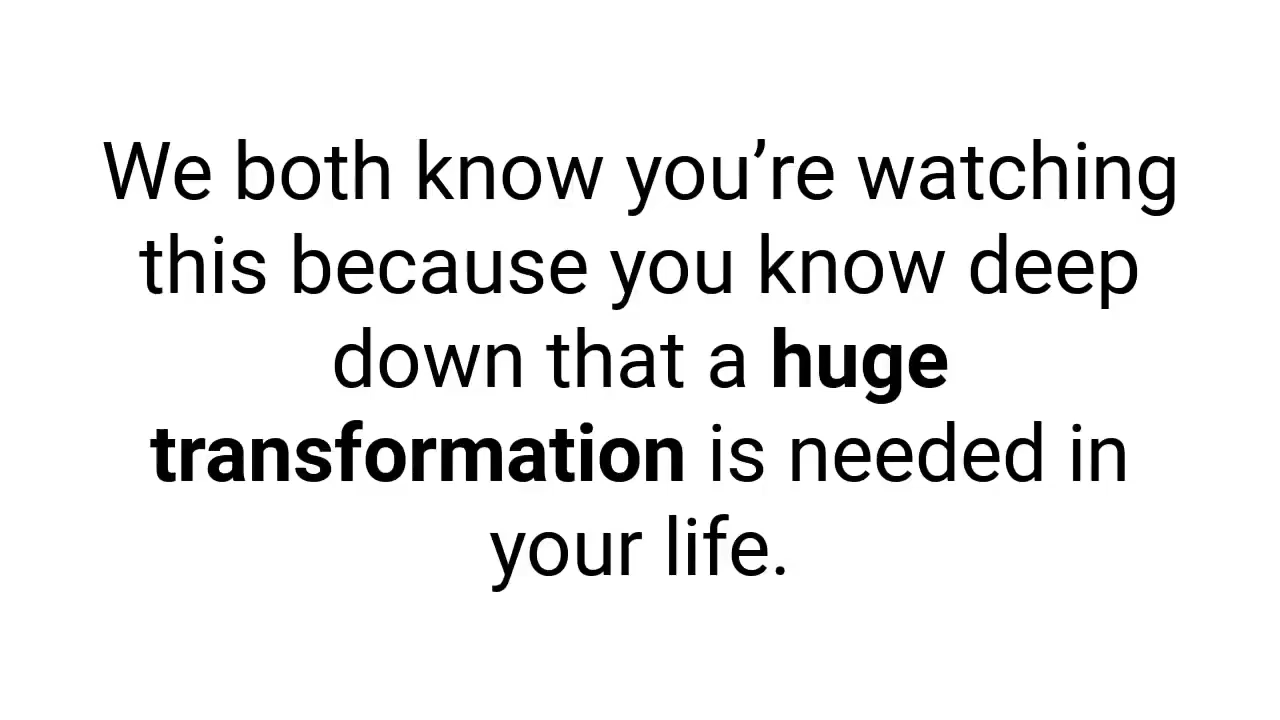 We both know you’re watching
this because you know deep
down that a huge
transformation is needed in
your life.